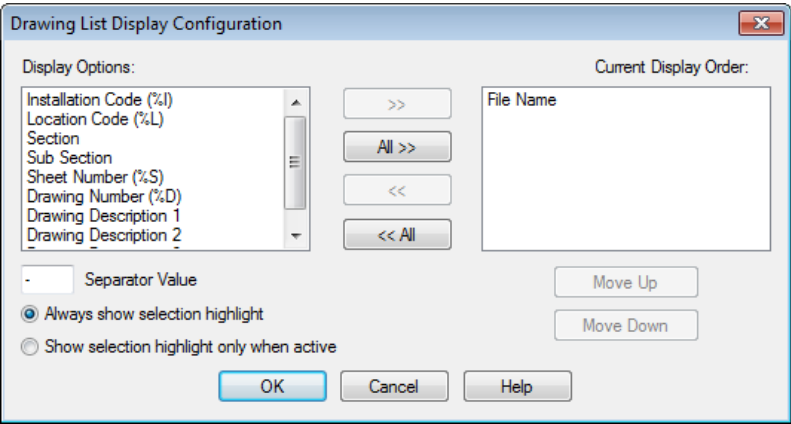 Drawing List Display Configuration
Display Options:
Current Display Order:
Installation Code (%I)
Location Code (%L)
Section
Sub Section
Sheet Number (%S)
Drawing Number (%D)
Drawing Description 1
Drawing Description 2
>>
All >>
<<
<< All
File Name
- Separator Value
Always show selection highlight
Show selection highlight only when active
Move Up
Move Down
OK
Cancel
Help